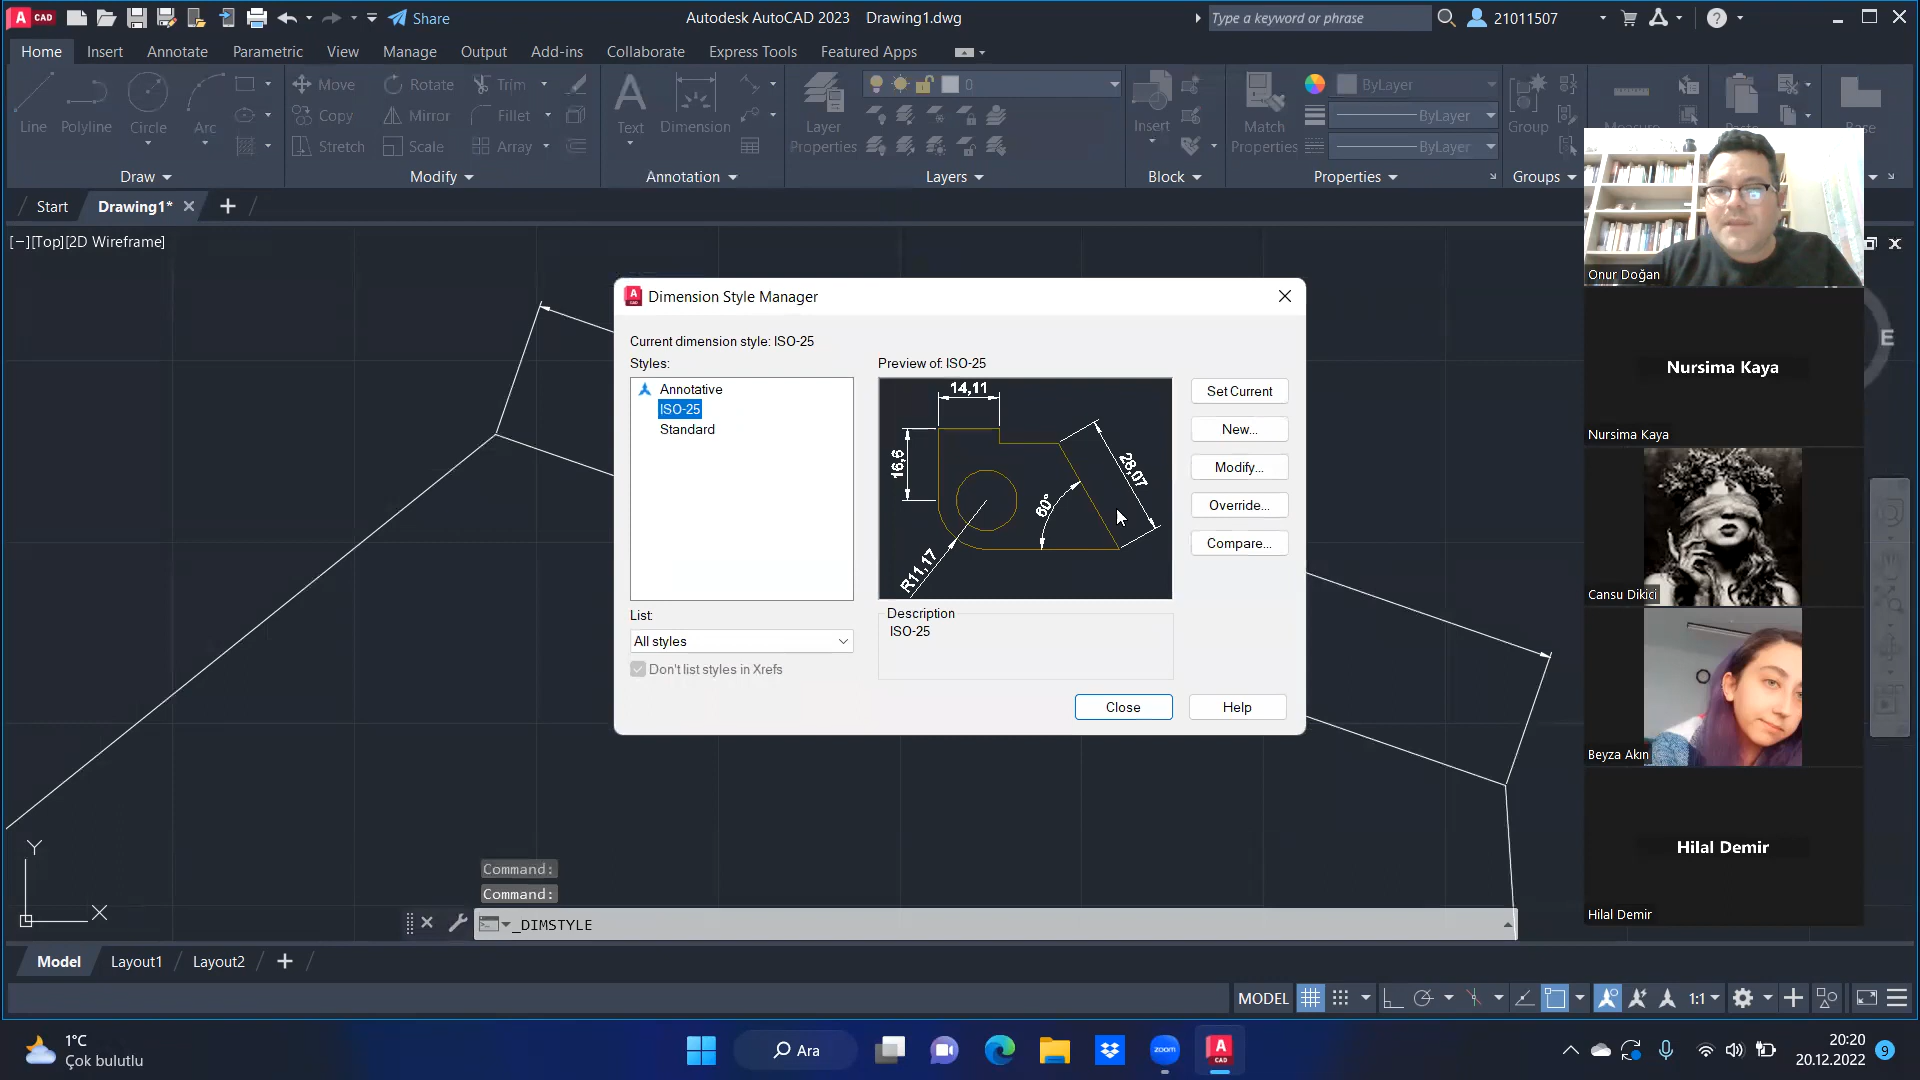 CAD
Share
Autodesk AutoCAD 2023 Drawing1.dwg
Type a keyword or phrase
21011507
Home Insert Annotate Parametric View Manage Output Add-ins Collaborate Express Tools Featured Apps
Line Polyline Circle Arc
Move Rotate Trim
Copy Mirror Fillet
Stretch Scale Array
Text Dimension
Layer Properties
0
Insert
Match Properties
ByLayer
ByLayer
ByLayer
Group
Draw Modify Annotation Layers Block Properties Groups
Start Drawing1*
[−][Top][2D Wireframe]
Dimension Style Manager
Current dimension style: ISO-25
Styles:
Annotative
ISO-25
Standard
Preview of: ISO-25
14,11
16,6
28,07
60°
R11,17
Set Current
New...
Modify...
Override...
Compare...
List:
All styles
Don't list styles in Xrefs
Description
ISO-25
Close
Help
Onur Doğan
Nursima Kaya
Nursima Kaya
Cansu Dikici
Beyza Akın
Hilal Demir
Hilal Demir
E
Y
X
Command:
Command:
_DIMSTYLE
Model Layout1 Layout2
MODEL
1:1
1°C
Çok bulutlu
Ara
zoom
A CAD
20:20
20.12.2022
9